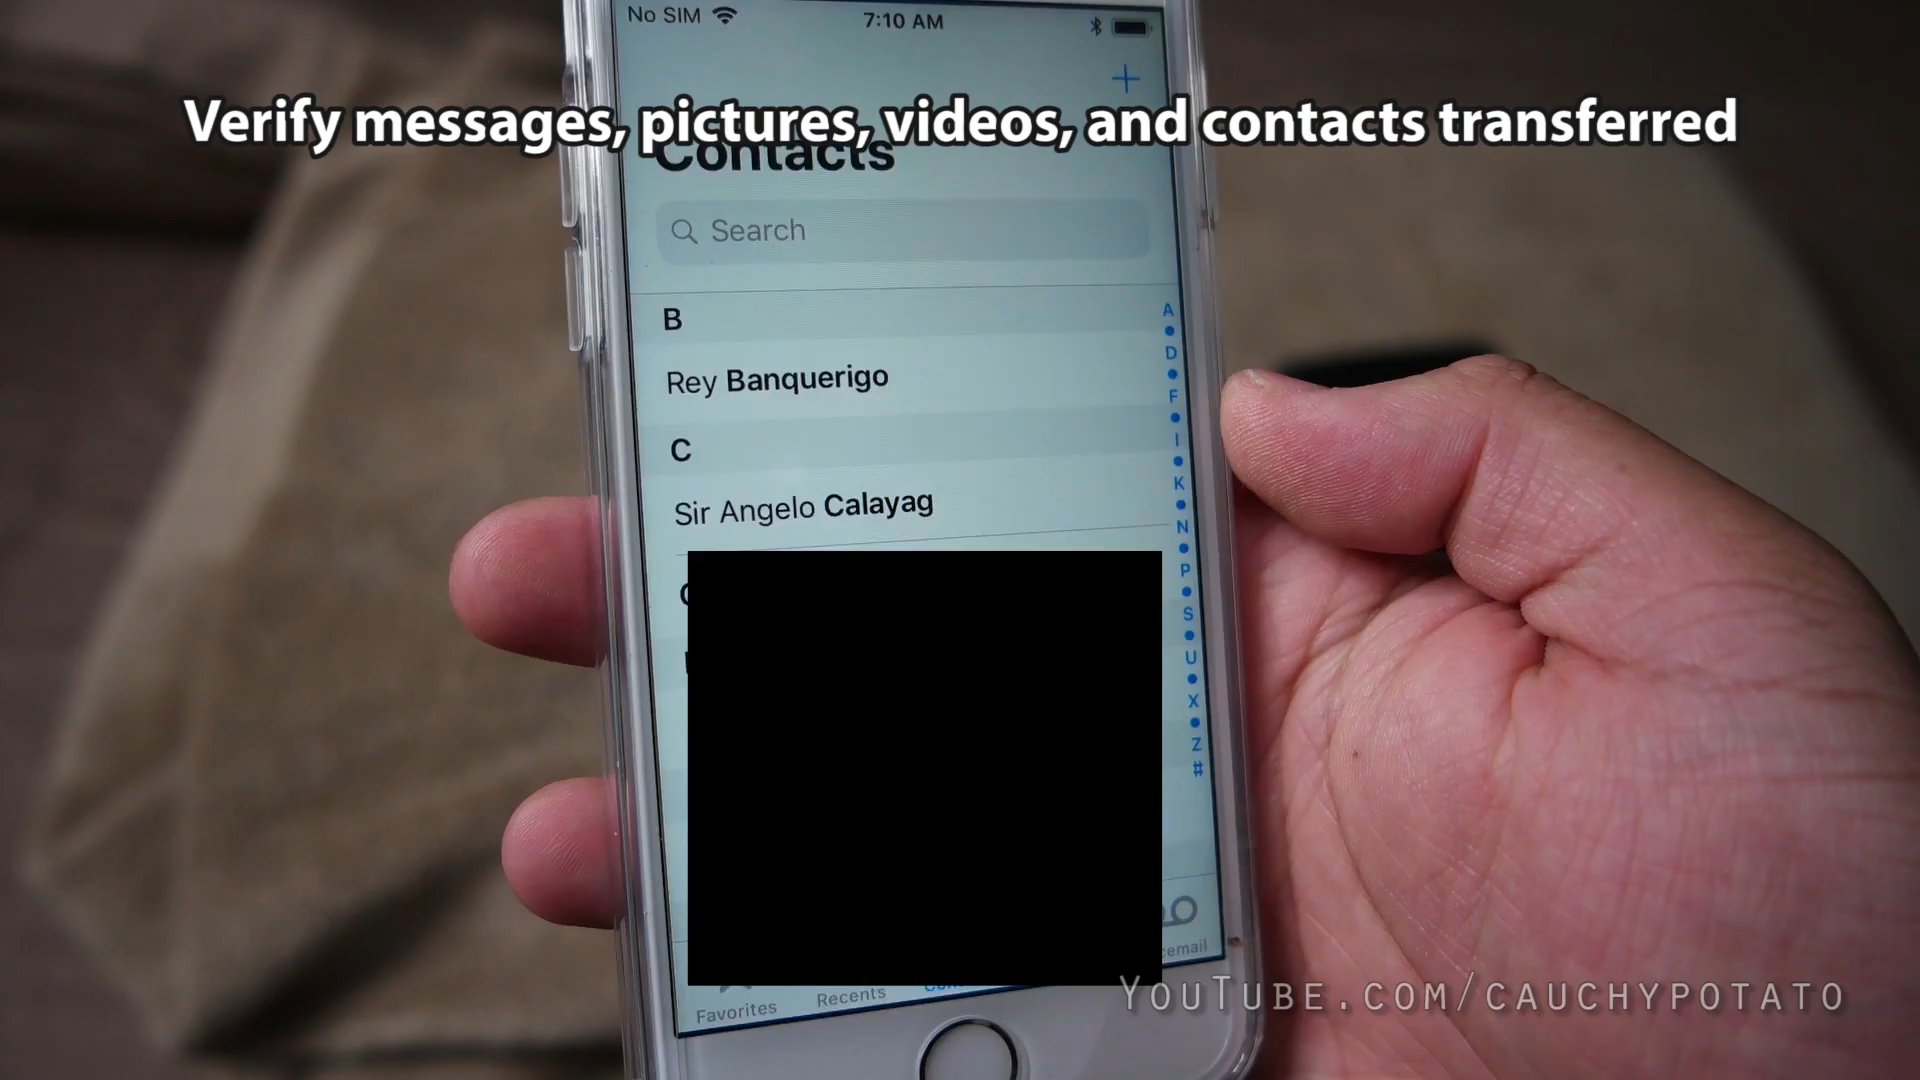 No SIM 7:10 AM
Verify messages, pictures, videos, and contacts transferred
Contacts
Search
B
Rey Banquerigo
C
Sir Angelo Calayag
A
D
F
I
K
N
P
S
U
X
Z
#
Favorites
Recents
YouTube.com/cauchypotato